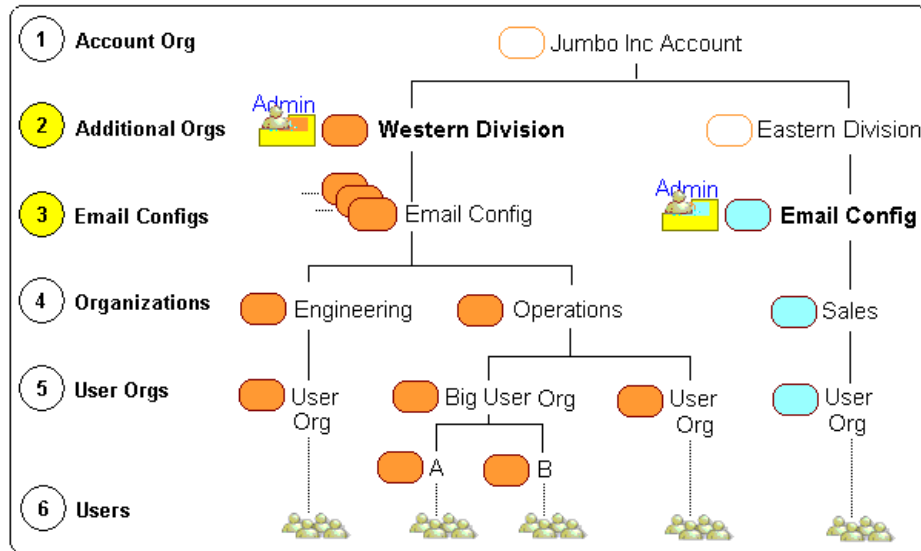 1 Account Org
Jumbo Inc Account
Admin
2 Additional Orgs
Western Division
Eastern Division
Admin
3 Email Configs
Email Config
Email Config
4 Organizations
Engineering
Operations
Sales
5 User Orgs
User
Org
Big User Org
User
Org
User
Org
A
B
6 Users